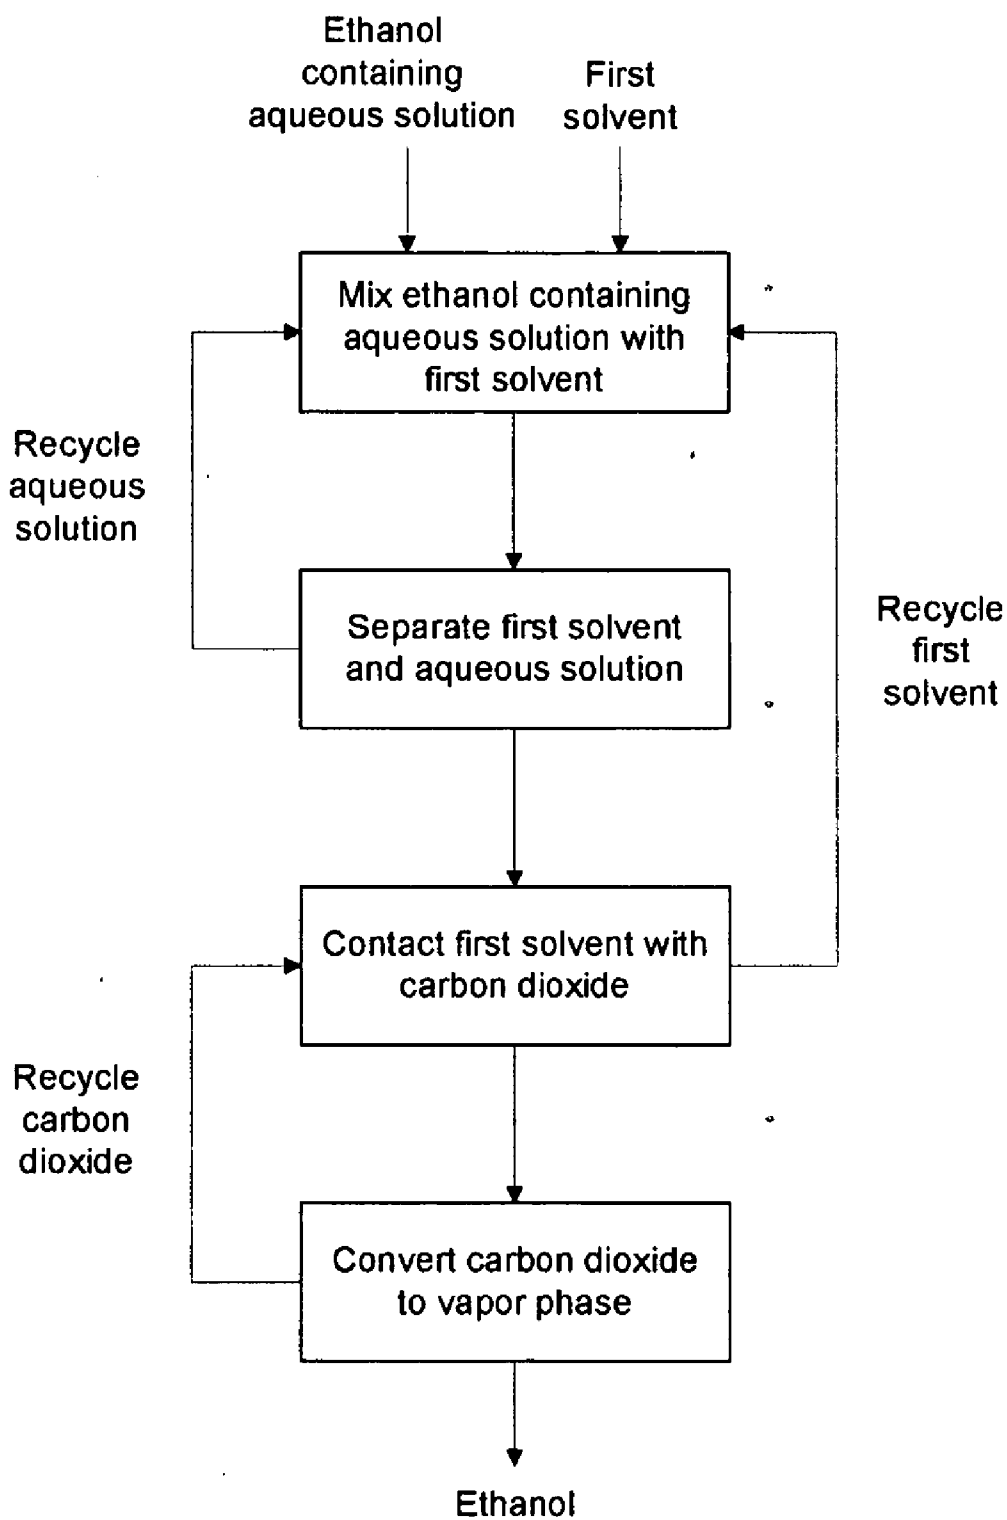 Ethanol
containing
aqueous solution
First
solvent
Mix ethanol containing
aqueous solution with
first solvent
Recycle
aqueous
solution
Separate first solvent
and aqueous solution
Recycle
first
solvent
Contact first solvent with
carbon dioxide
Recycle
carbon
dioxide
Convert carbon dioxide
to vapor phase
Ethanol